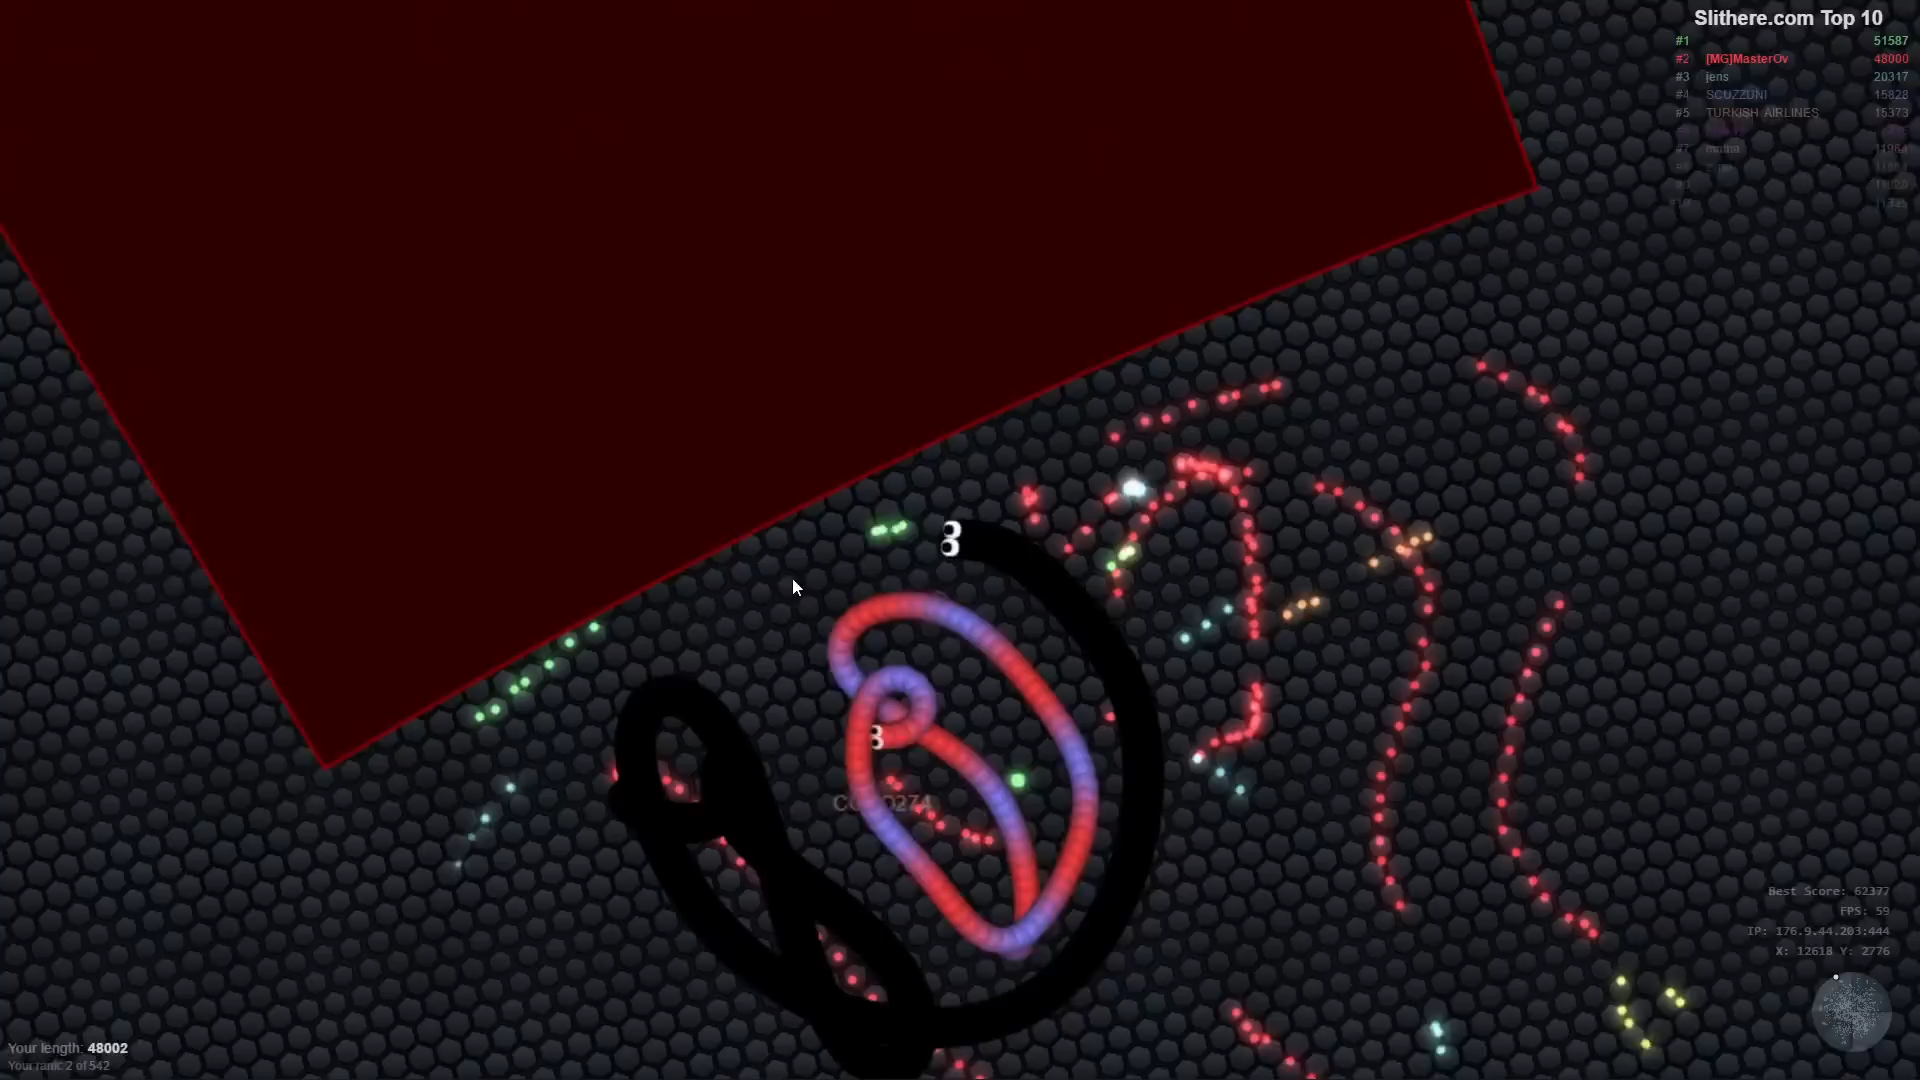 Slithere.com Top 10
#1 51587
#2 [MG]MasterOv 48000
#3 jens 20317
#4 SCUZZUNI 15828
#5 TURKISH AIRLINES 15373
#7
Best Score: 62377
FPS: 59
IP: 176.9.44.203:444
X: 12618 Y: 2776
Your length: 48002
Your rank: 2 of 542